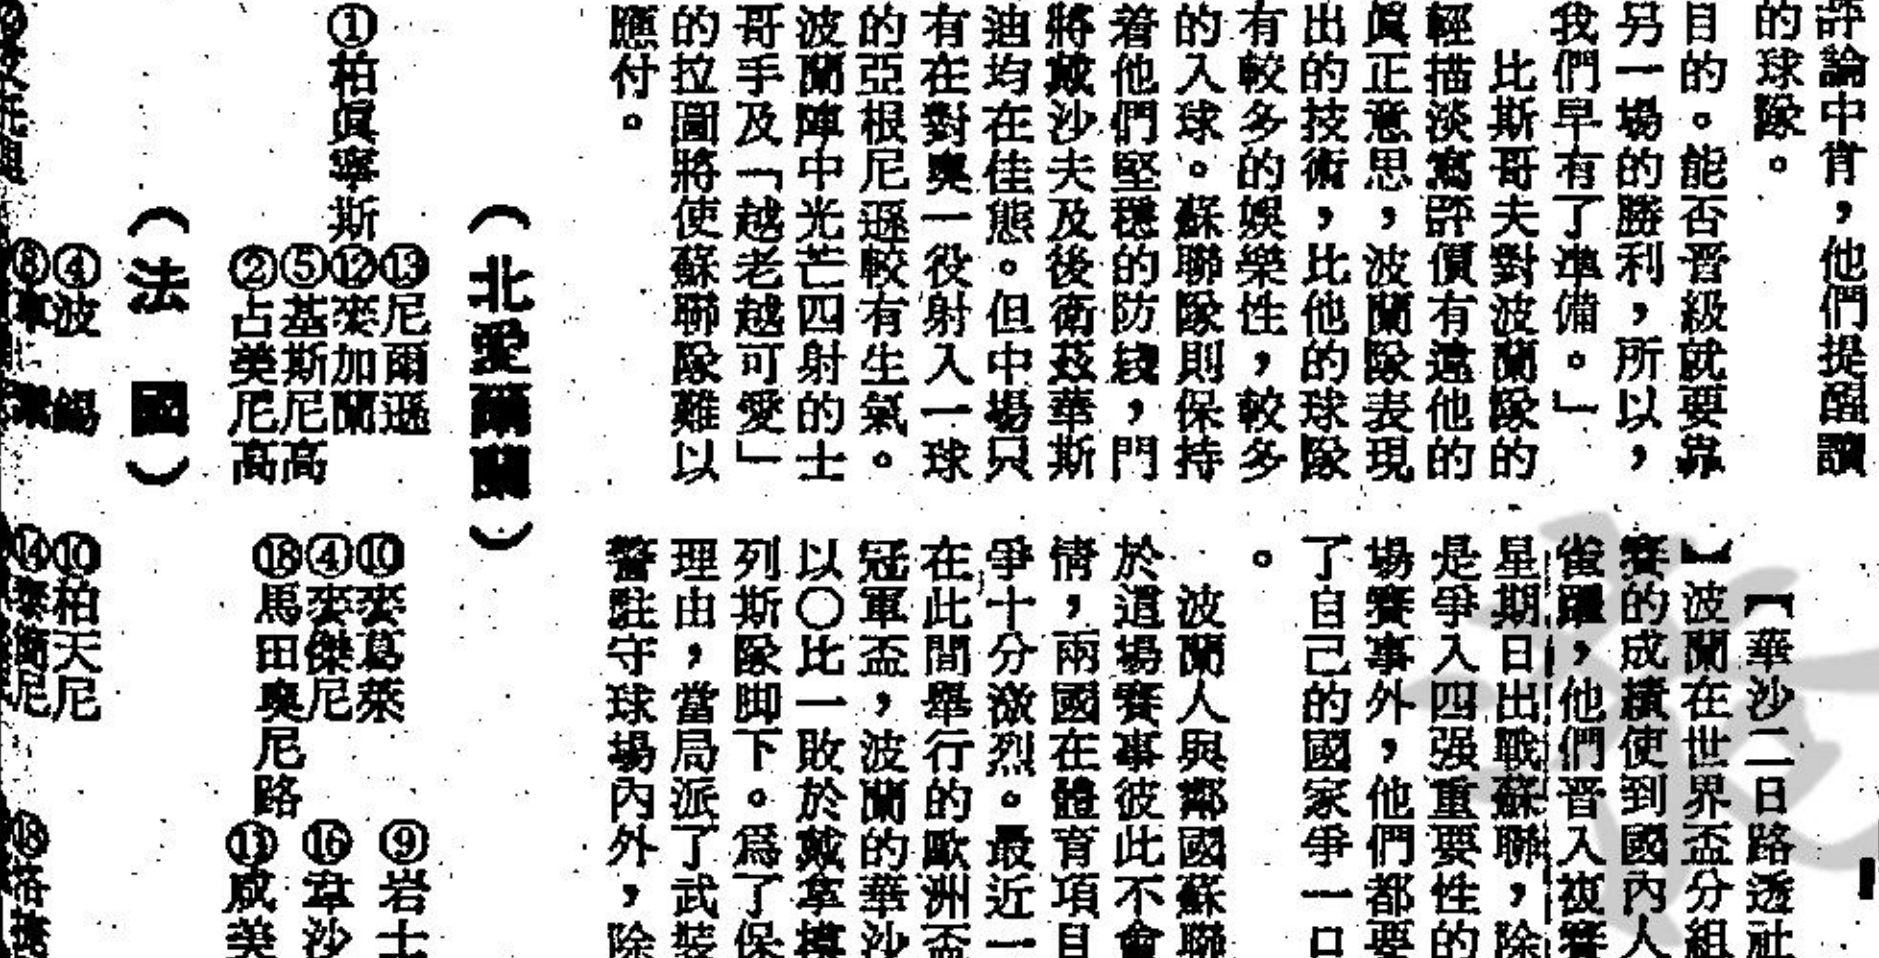 評論中肯，他們提醒讀
的球隊。
目的。能否晋級就要靠
另一場的勝利，所以，
我們早有了準備。」
比斯哥夫對波蘭隊的
輕描淡寫評價有違他的
眞正意思，波蘭隊表現
出的技術，比他的球隊
有較多的娛樂性，較多
的入球。蘇聯隊則保持
着他們堅穩的防綫，門
將戴沙夫及後衛茲華斯
迪均在佳態。但中場只
有在對奧一役射入一球
的亞根尼遜較有生氣。
波蘭陣中光芒四射的士
哥手及「越老越可愛」
的拉圖將使蘇聯隊難以
應付。
【華沙二日路透社
】波蘭在世界盃分組
賽的成績使到國內人
雀躍，他們晋入複賽
星期日出戰蘇聯，除
是爭入四强重要性的
場賽事外，他們都要
了自己的國家爭一口
。
波蘭人與鄰國蘇聯
於這場賽事彼此不會
情，兩國在體育項目
爭十分激烈。最近一
在此間舉行的歐洲盃
冠軍盃，波蘭的華沙
以〇比一敗於戴拿模
列斯隊脚下。爲了保
理由，當局派了武裝
警駐守球場內外，除
（北愛爾蘭）
①柏眞寧斯
⑬尼爾遜
⑫麥加蘭
⑤基斯尼高
②占美尼高
⑩麥葛萊
④麥傑尼
⑱馬田奧尼路
⑨岩士
⑯韋沙
⑪威美
（法國）
④波錫
⑩柏天尼